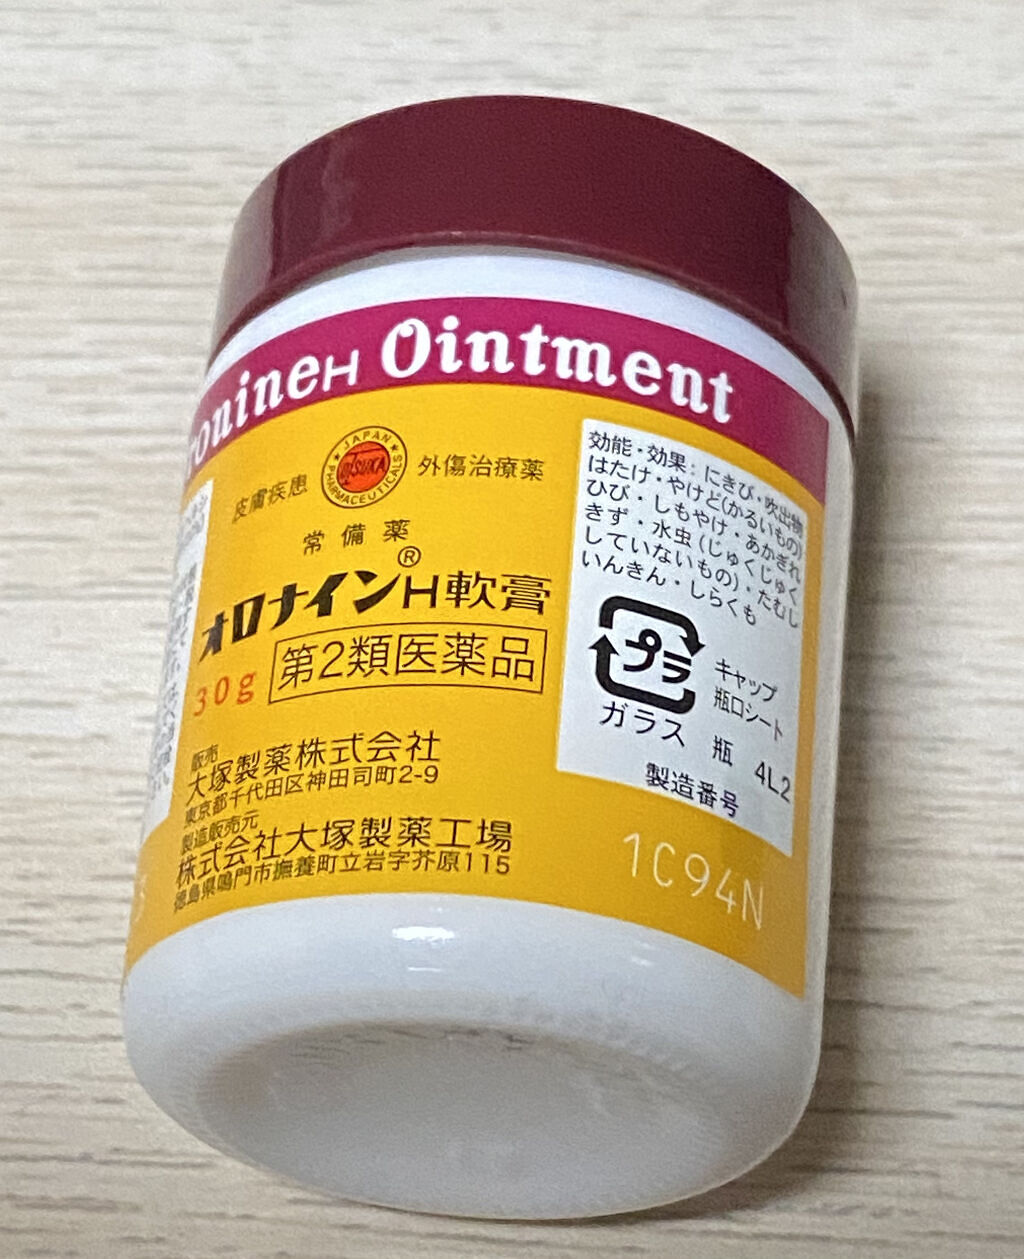 ronineH Ointment
皮膚疾患
JAPAN
OTSUKA
PHARMACEUTICALS
外傷治療薬
常備薬
®
オロナインH軟膏
30g
第2類医薬品
販売
大塚製薬株式会社
東京都千代田区神田司町2-9
製造販売元
株式会社大塚製薬工場
徳島県鳴門市撫養町立岩字芥原115
効能・効果：にきび・吹出物
はたけ・やけど(かるいもの)
ひび・しもやけ・あかぎれ
きず・水虫(じゅくじゅく
していないもの)・たむし
いんきん・しらくも
プラ
キャップ
瓶口シート
ガラス 瓶 4L2
製造番号
1C94N